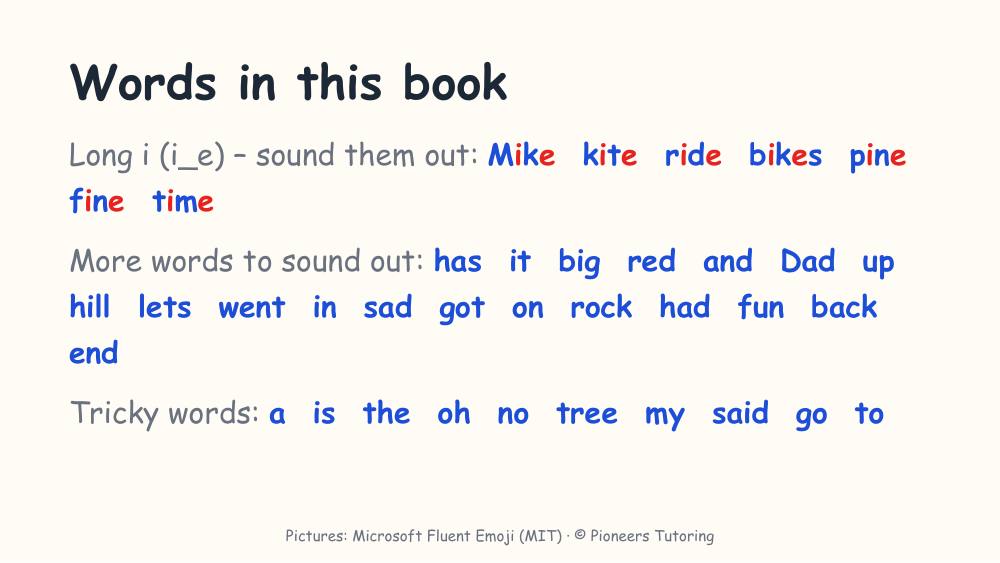 Words in this book
Long i (i_e) – sound them out: Mike kite ride bikes pine
fine time
More words to sound out: has it big red and Dad up
hill lets went in sad got on rock had fun back
end
Tricky words: a is the oh no tree my said go to
Pictures: Microsoft Fluent Emoji (MIT) · © Pioneers Tutoring